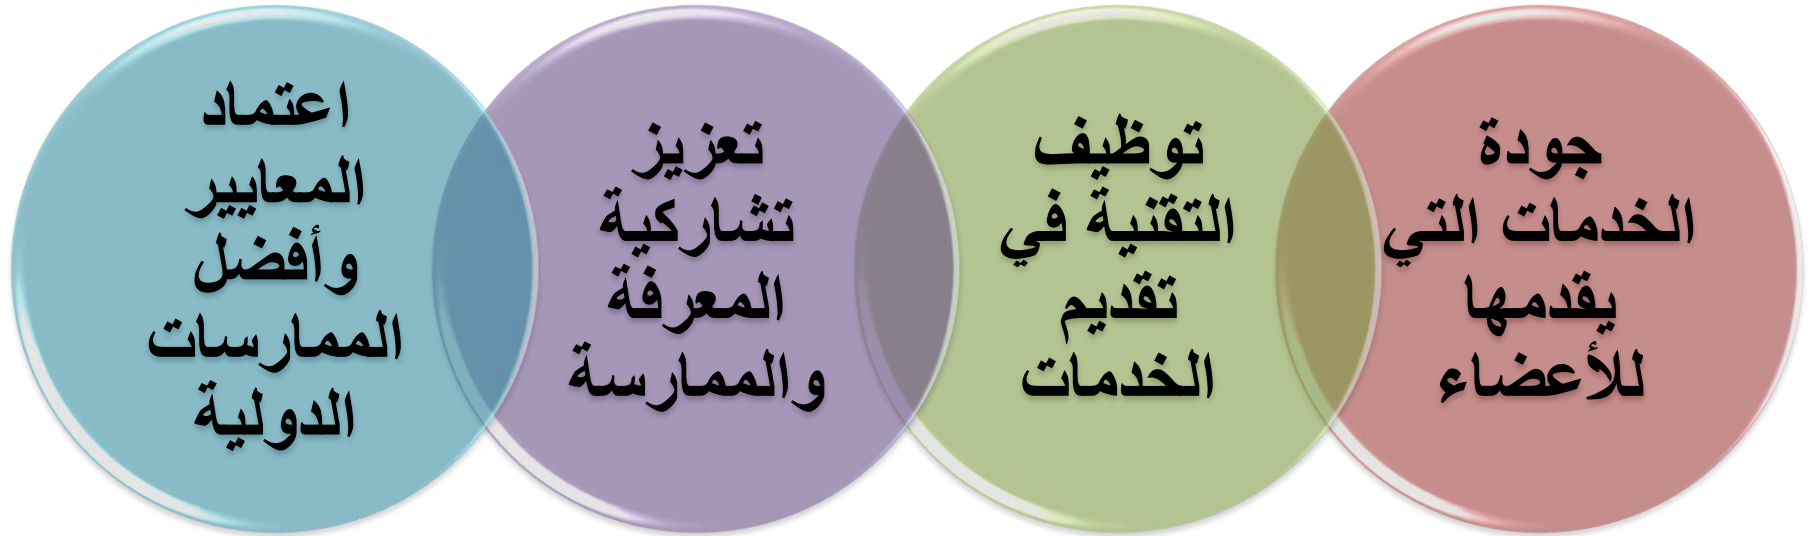 جودة
الخدمات التي
يقدمها
للأعضاء
توظيف
التقنية في
تقديم
الخدمات
تعزيز
تشاركية
المعرفة
والممارسة
اعتماد
المعايير
وأفضل
الممارسات
الدولية